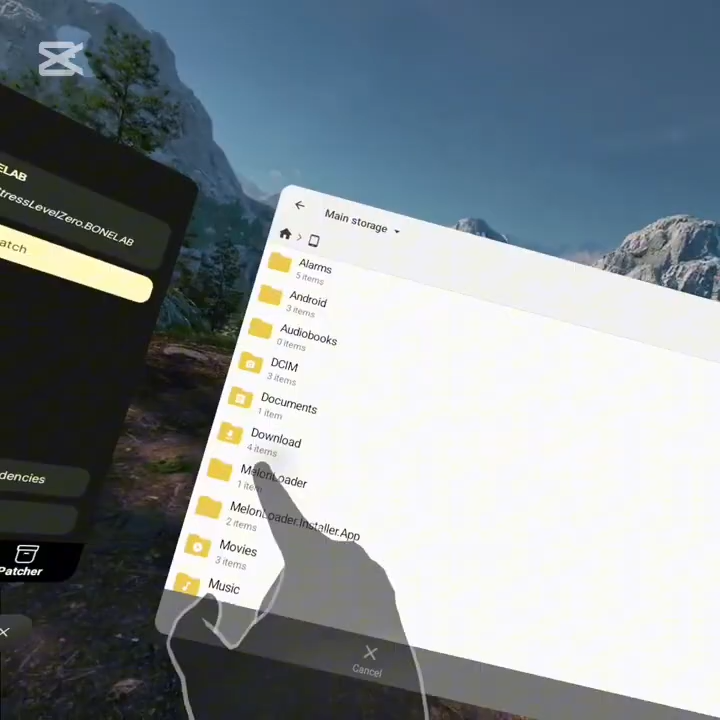 ELAB
tressLevelZero.BONELAB
atch
dencies
Patcher
Main storage
Alarms
5 items
Android
3 items
Audiobooks
0 items
DCIM
3 items
Documents
1 item
Download
4 items
MelonLoader
1 item
MelonLoader.Installer.App
2 items
Movies
3 items
Music
Cancel